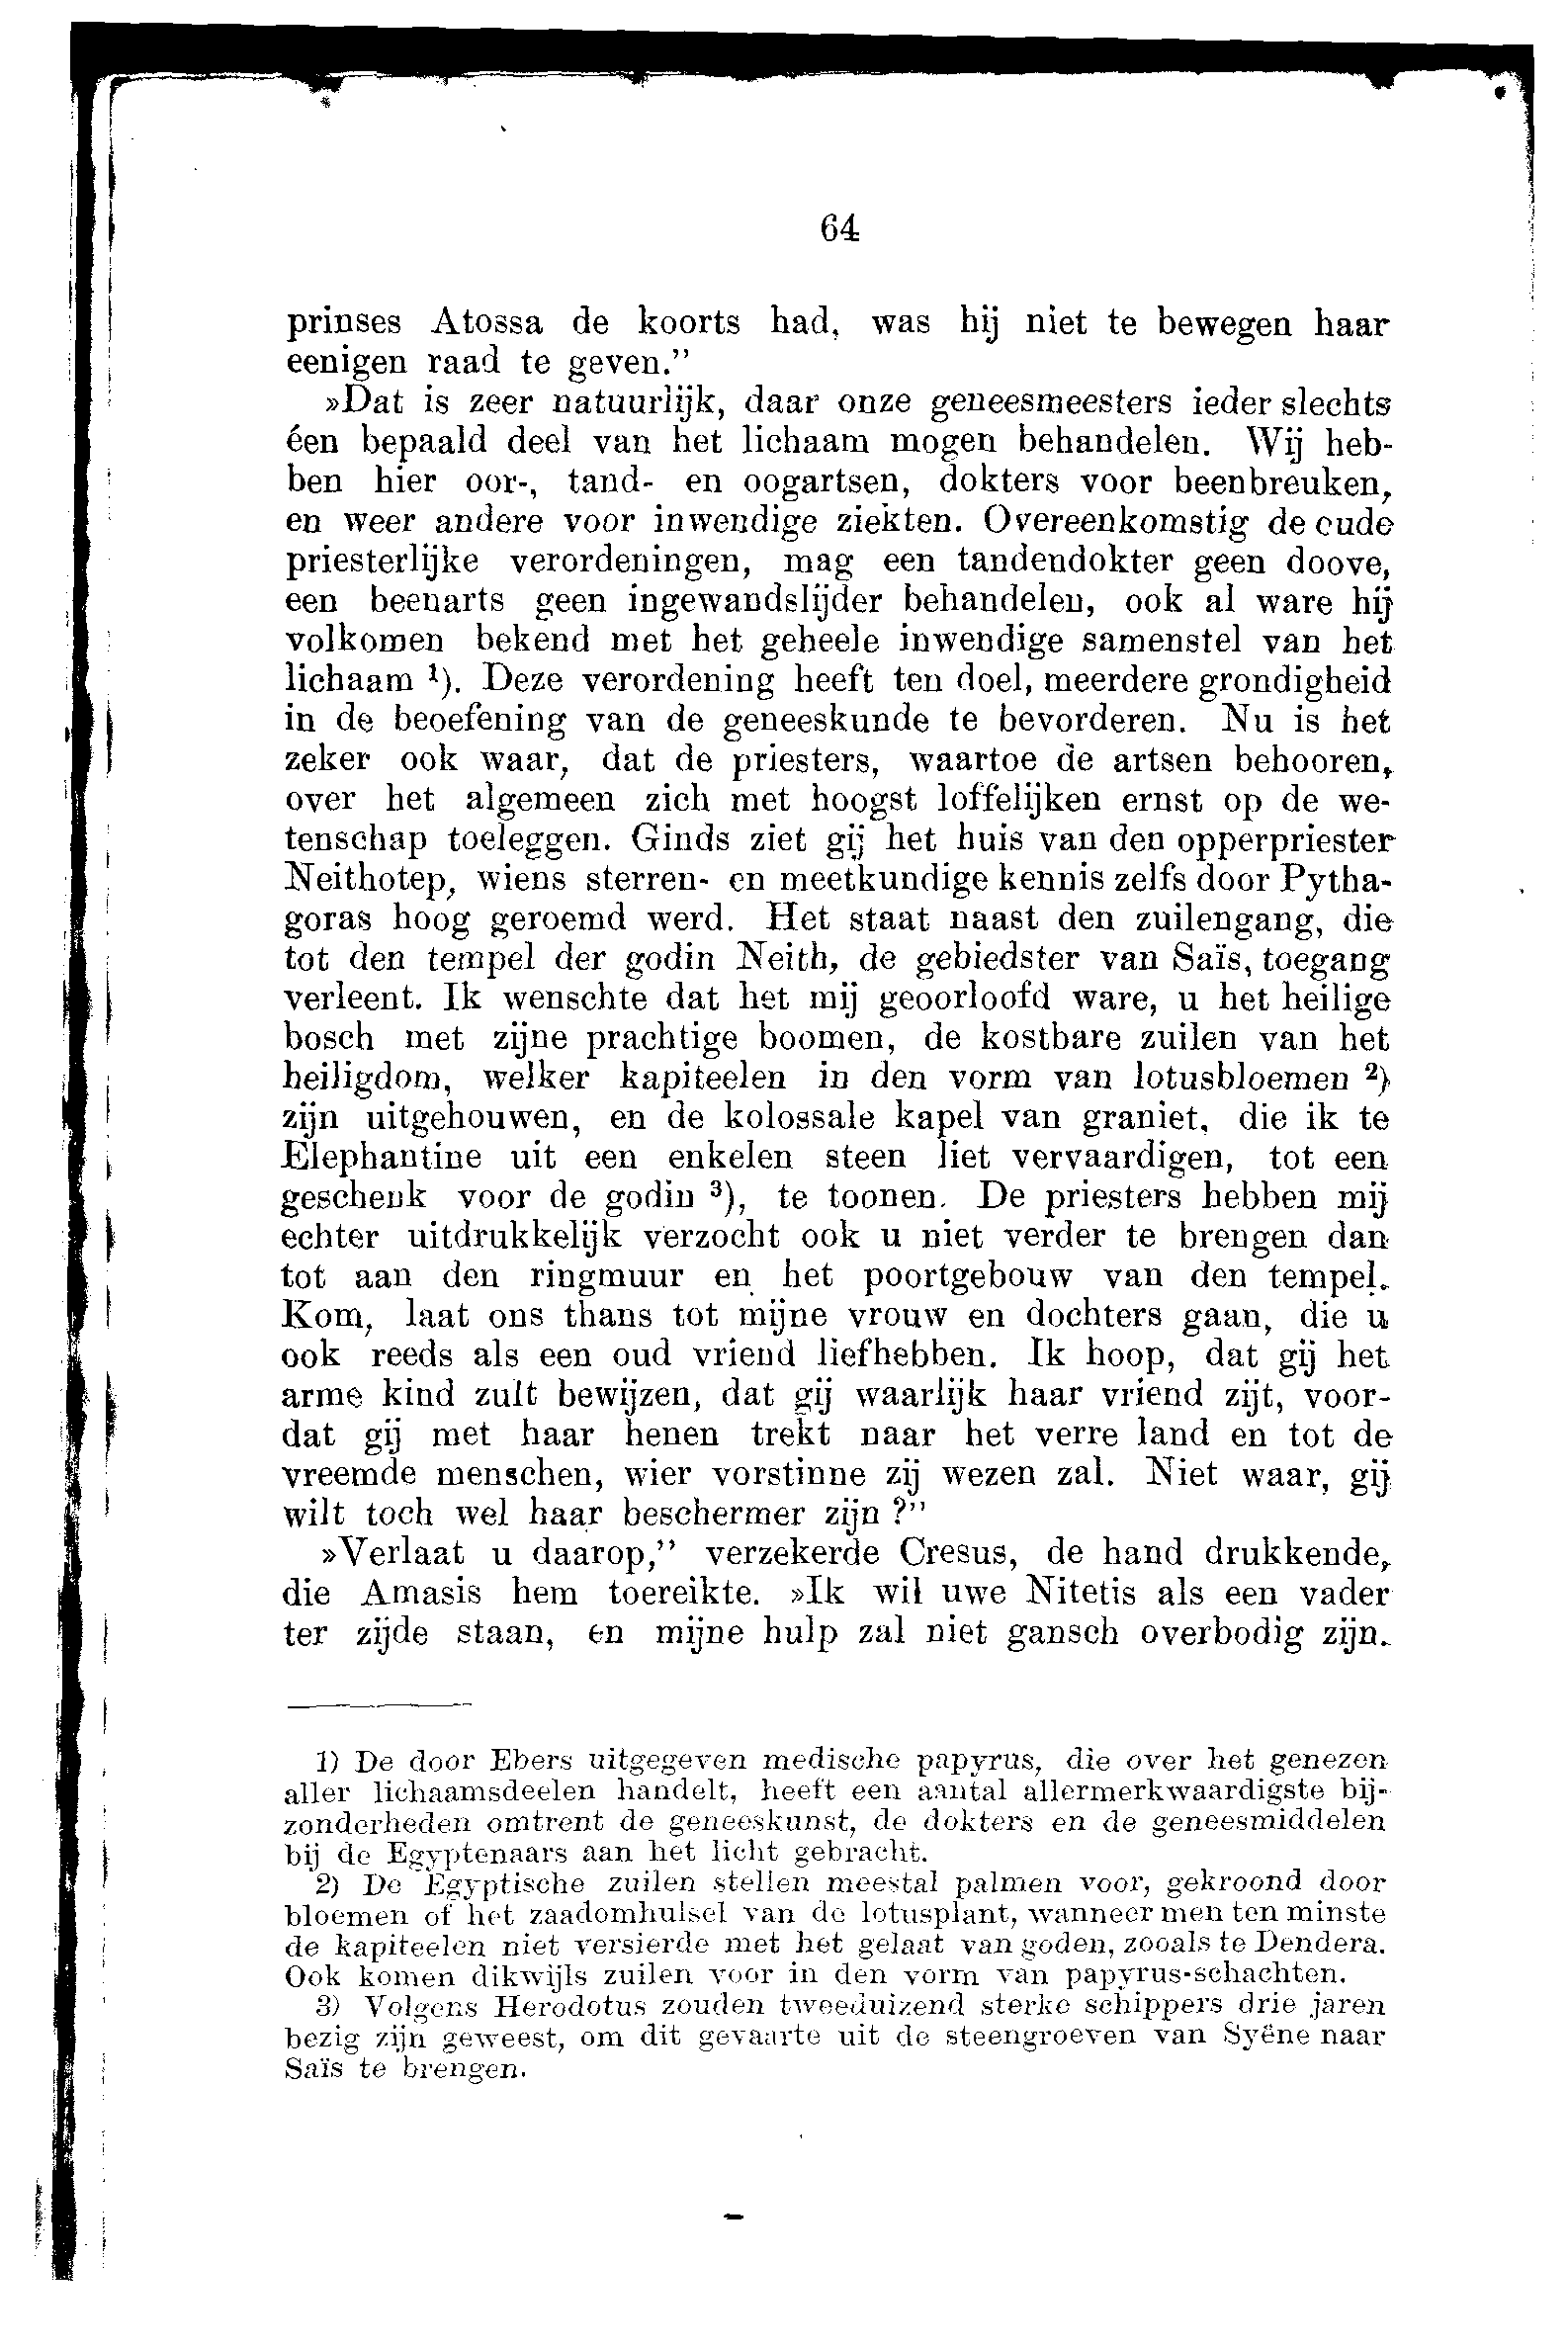 64
prinses Atossa de koorts had, was hij niet te bewegen haar
eenigen raad te geven.”
»Dat is zeer natuurlijk, daar onze geneesmeesters ieder slechts
éen bepaald deel van het lichaam mogen behandelen. Wij heb-
ben hier oor-, tand- en oogartsen, dokters voor beenbreuken,
en weer andere voor inwendige ziekten. Overeenkomstig de oude
priesterlijke verordeningen, mag een tandendokter geen doove,
een beenarts geen ingewandslijder behandelen, ook al ware hij
volkomen bekend met het geheele inwendige samenstel van het
lichaam ¹). Deze verordening heeft ten doel, meerdere grondigheid
in de beoefening van de geneeskunde te bevorderen. Nu is het
zeker ook waar, dat de priesters, waartoe de artsen behooren,
over het algemeen zich met hoogst loffelijken ernst op de we-
tenschap toeleggen. Ginds ziet gij het huis van den opperpriester
Neithotep, wiens sterren- en meetkundige kennis zelfs door Pytha-
goras hoog geroemd werd. Het staat naast den zuilengang, die
tot den tempel der godin Neith, de gebiedster van Saïs, toegang
verleent. Ik wenschte dat het mij geoorloofd ware, u het heilige
bosch met zijne prachtige boomen, de kostbare zuilen van het
heiligdom, welker kapiteelen in den vorm van lotusbloemen ²)
zijn uitgehouwen, en de kolossale kapel van graniet, die ik te
Elephantine uit een enkelen steen liet vervaardigen, tot een
geschenk voor de godin ³), te toonen. De priesters hebben mij
echter uitdrukkelijk verzocht ook u niet verder te brengen dan
tot aan den ringmuur en het poortgebouw van den tempel.
Kom, laat ons thans tot mijne vrouw en dochters gaan, die u
ook reeds als een oud vriend liefhebben. Ik hoop, dat gij het
arme kind zult bewijzen, dat gij waarlijk haar vriend zijt, voor-
dat gij met haar henen trekt naar het verre land en tot de
vreemde menschen, wier vorstinne zij wezen zal. Niet waar, gij
wilt toch wel haar beschermer zijn?”
»Verlaat u daarop,” verzekerde Cresus, de hand drukkende,
die Amasis hem toereikte. »Ik wil uwe Nitetis als een vader
ter zijde staan, en mijne hulp zal niet gansch overbodig zijn.
1) De door Ebers uitgegeven medische papyrus, die over het genezen
aller lichaamsdeelen handelt, heeft een aantal allermerkwaardigste bij-
zonderheden omtrent de geneeskunst, de dokters en de geneesmiddelen
bij de Egyptenaars aan het licht gebracht.
2) De Egyptische zuilen stellen meestal palmen voor, gekroond door
bloemen of het zaadomhulsel van de lotusplant, wanneer men ten minste
de kapiteelen niet versierde met het gelaat van goden, zooals te Dendera.
Ook komen dikwijls zuilen voor in den vorm van papyrus-schachten.
3) Volgens Herodotus zouden tweeduizend sterke schippers drie jaren
bezig zijn geweest, om dit gevaarte uit de steengroeven van Syëne naar
Saïs te brengen.